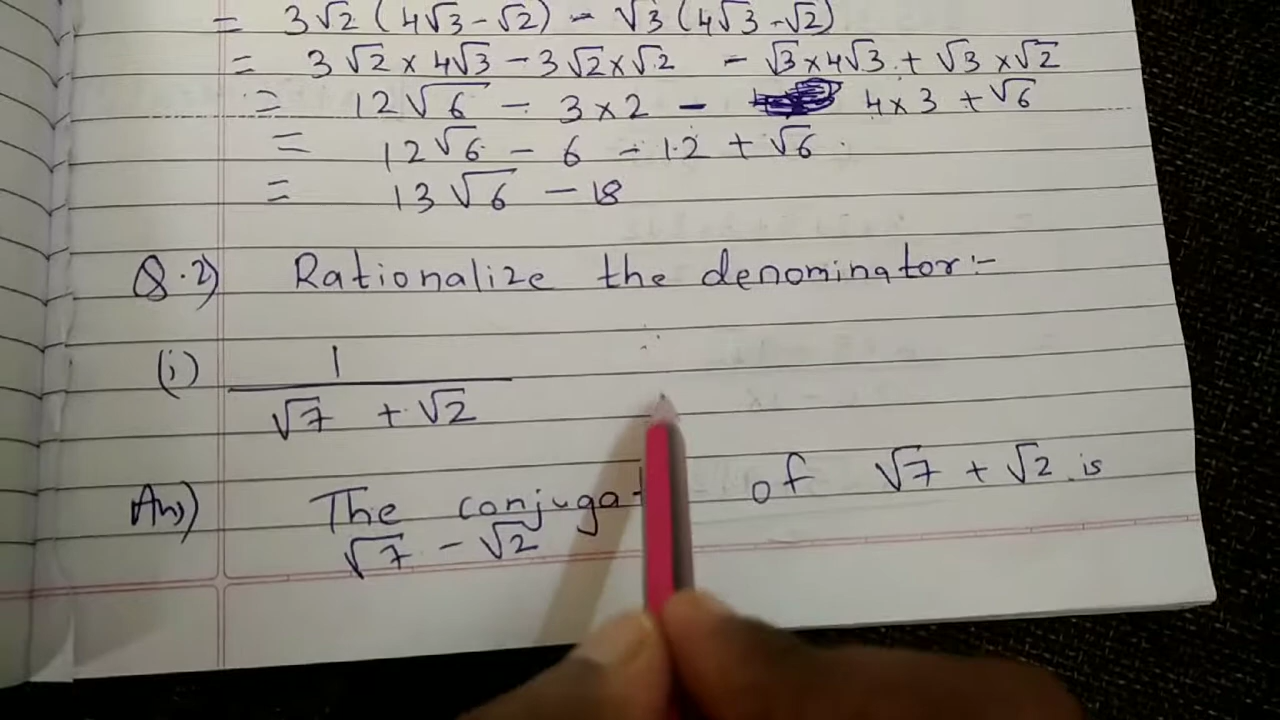 = 3√2 (4√3 - √2) - √3 (4√3 - √2)
= 3√2 × 4√3 - 3√2 × √2 - √3 × 4√3 + √3 × √2
= 12√6 - 3 × 2 - 4 × 3 + √6
= 12√6 - 6 - 12 + √6
= 13√6 - 18
Q.2) Rationalize the denominator:-
(i) 1
√7 + √2
Ans) The conjugat of √7 + √2 is
√7 - √2